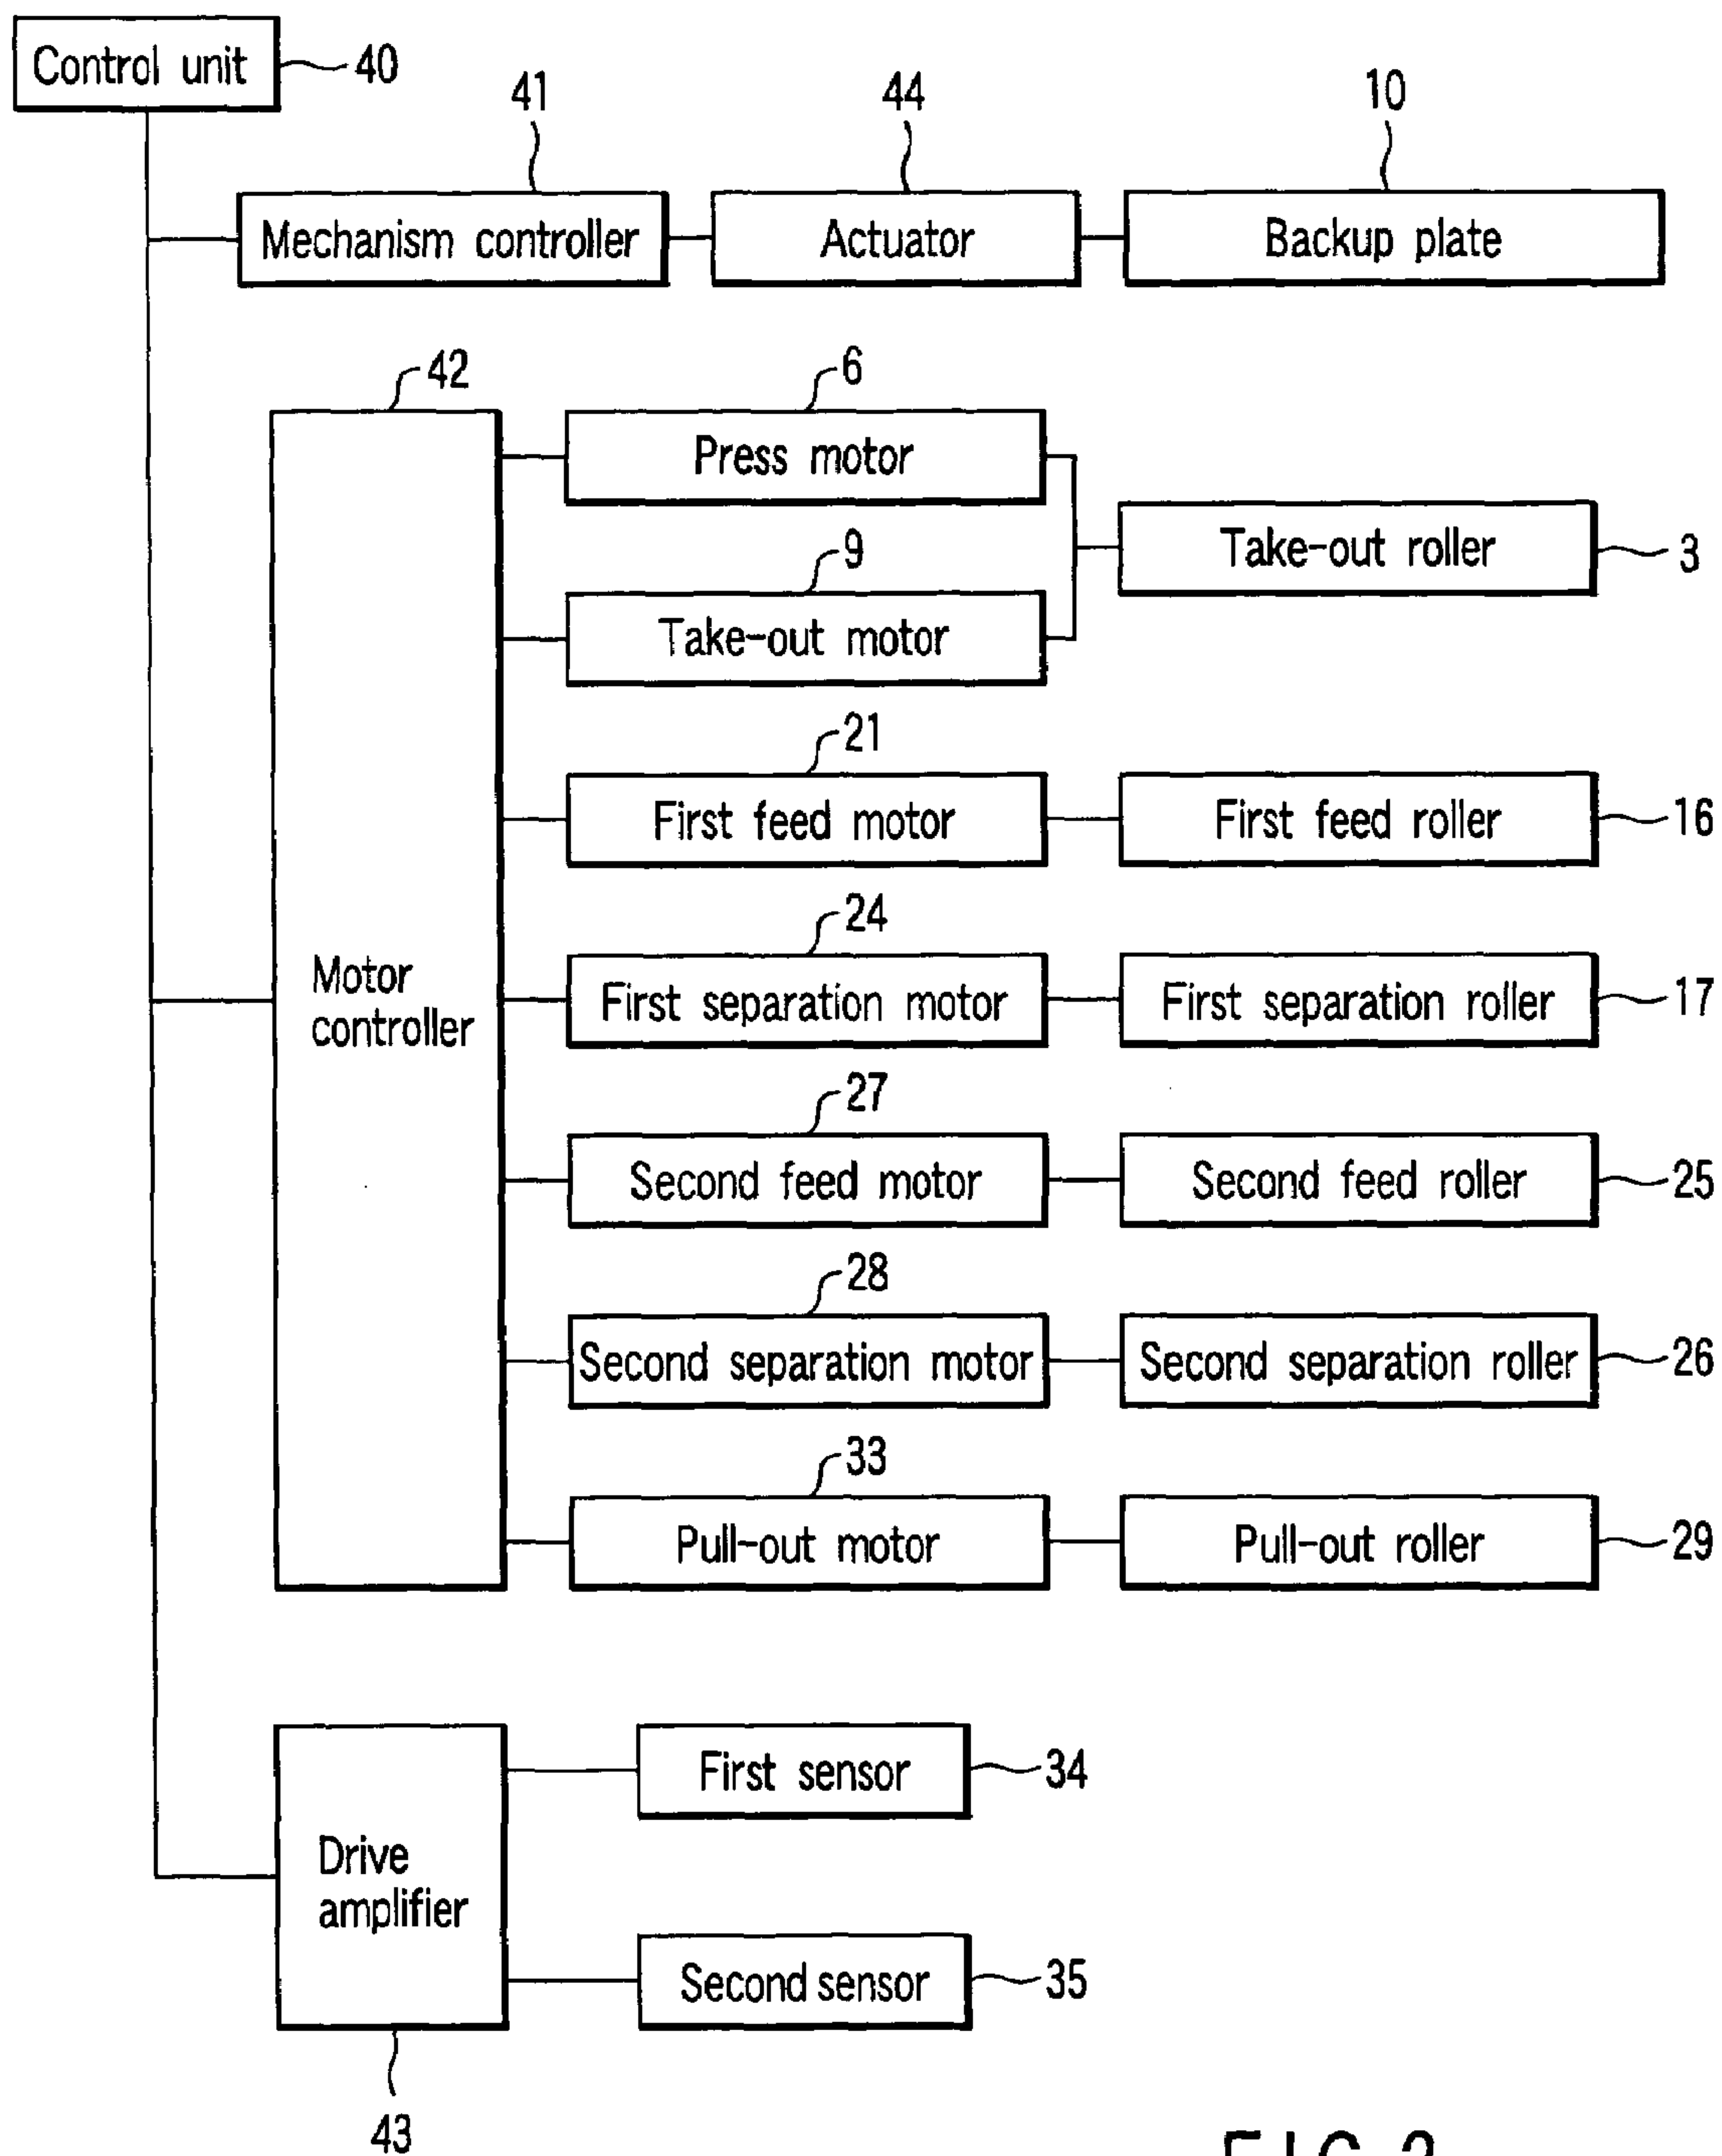 Control unit
40
41
44
10
Mechanism controller
Actuator
Backup plate
42
6
Press motor
Take-out roller
3
9
Take-out motor
21
First feed motor
First feed roller
16
24
Motor
controller
First separation motor
First separation roller
17
27
Second feed motor
Second feed roller
25
28
Second separation motor
Second separation roller
26
33
Pull-out motor
Pull-out roller
29
First sensor
34
Drive
amplifier
Second sensor
35
43